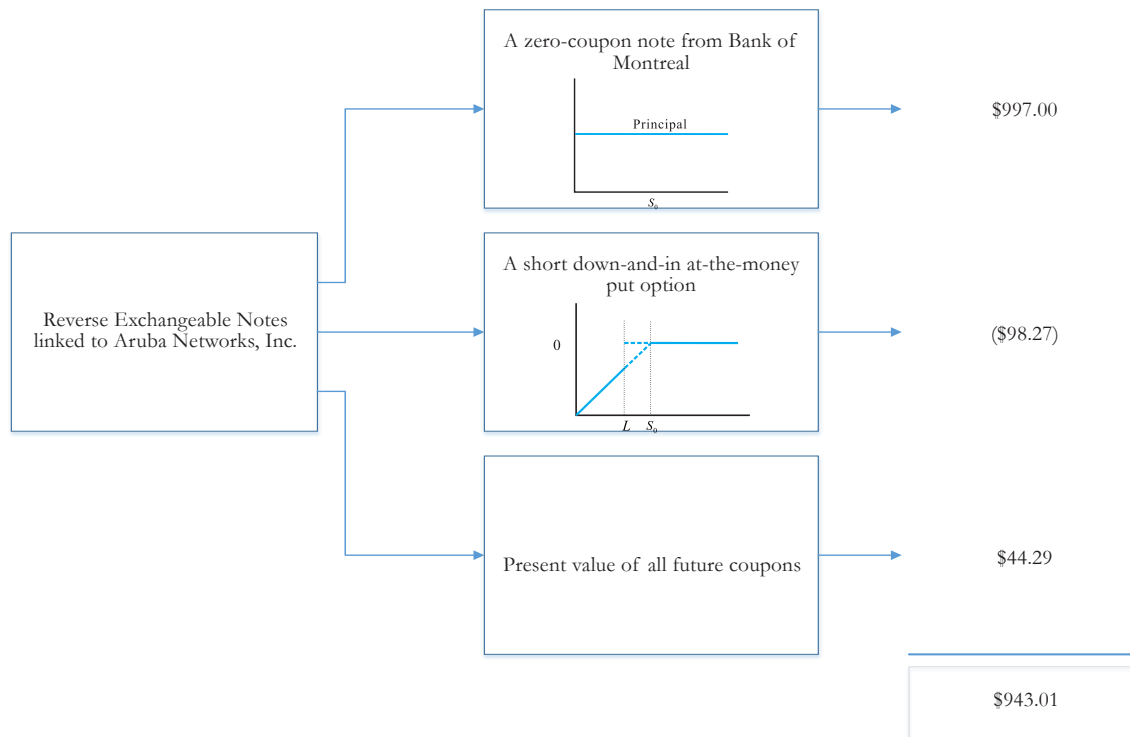 A zero-coupon note from Bank of
Montreal
Principal
S₀
$997.00
Reverse Exchangeable Notes
linked to Aruba Networks, Inc.
A short down-and-in at-the-money
put option
0
L
S₀
($98.27)
Present value of all future coupons
$44.29
$943.01